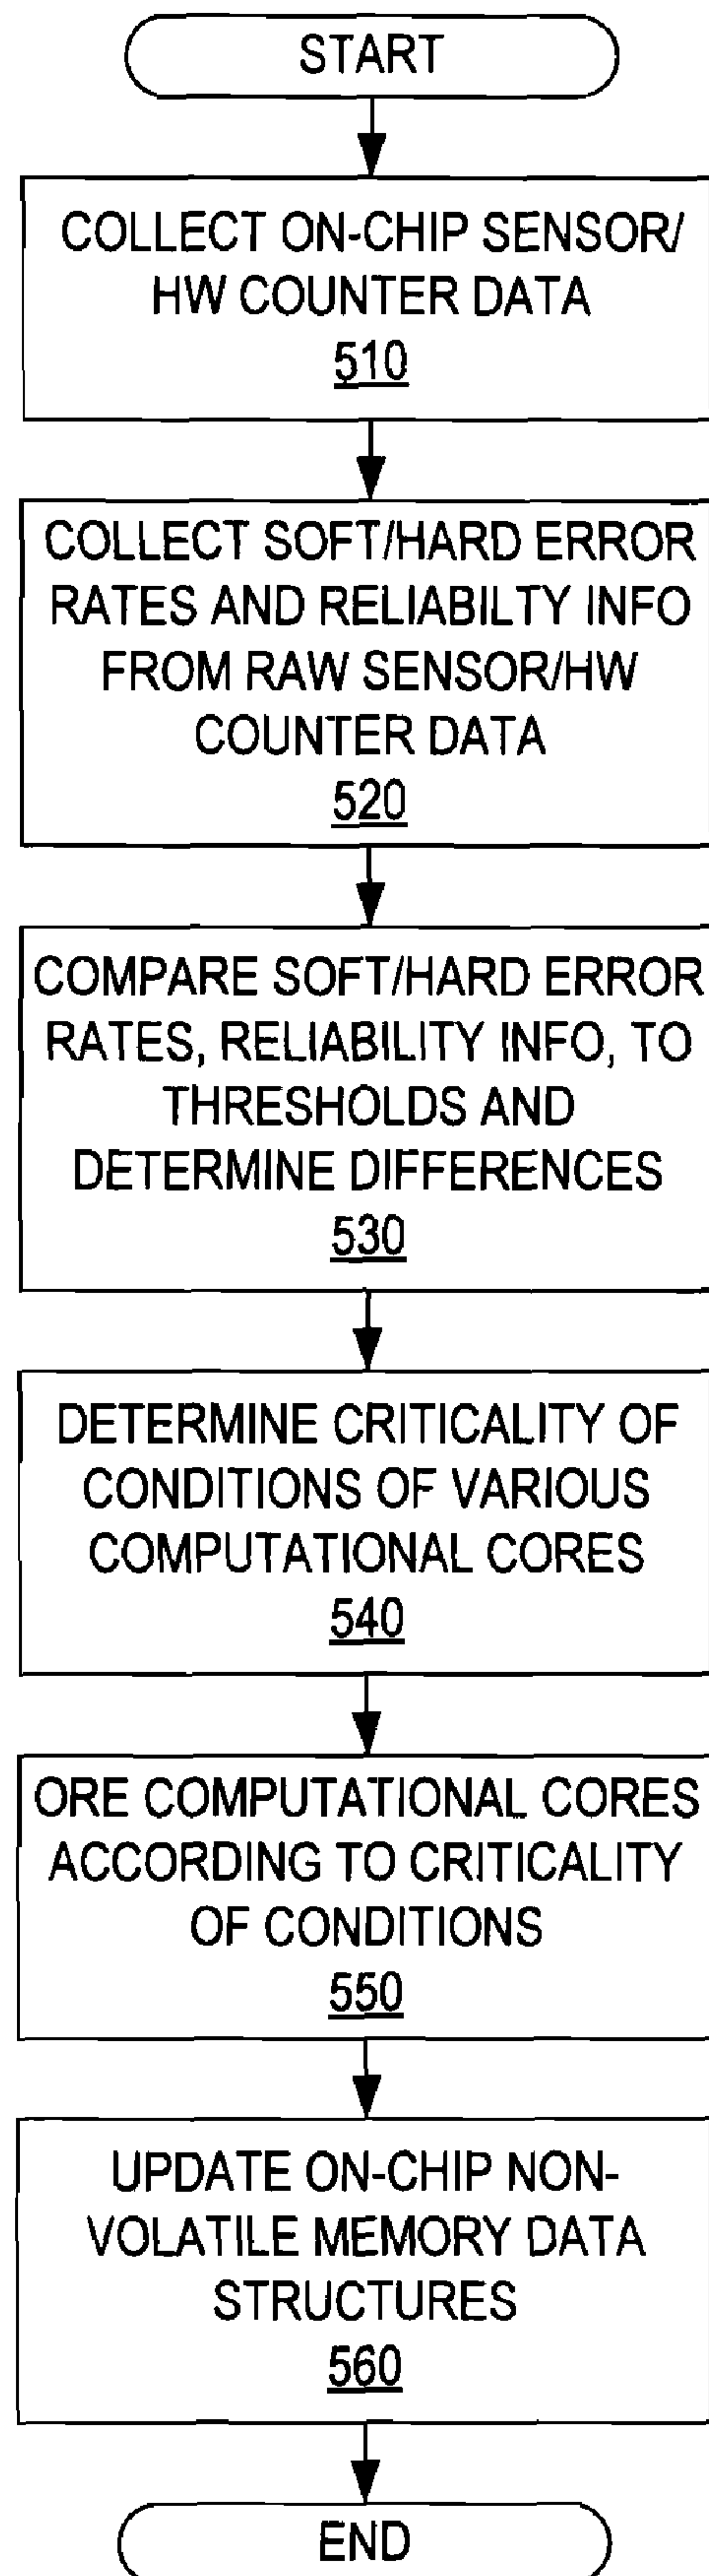 START
COLLECT ON-CHIP SENSOR/
HW COUNTER DATA
510
COLLECT SOFT/HARD ERROR
RATES AND RELIABILTY INFO
FROM RAW SENSOR/HW
COUNTER DATA
520
COMPARE SOFT/HARD ERROR
RATES, RELIABILITY INFO, TO
THRESHOLDS AND
DETERMINE DIFFERENCES
530
DETERMINE CRITICALITY OF
CONDITIONS OF VARIOUS
COMPUTATIONAL CORES
540
ORE COMPUTATIONAL CORES
ACCORDING TO CRITICALITY
OF CONDITIONS
550
UPDATE ON-CHIP NON-
VOLATILE MEMORY DATA
STRUCTURES
560
END